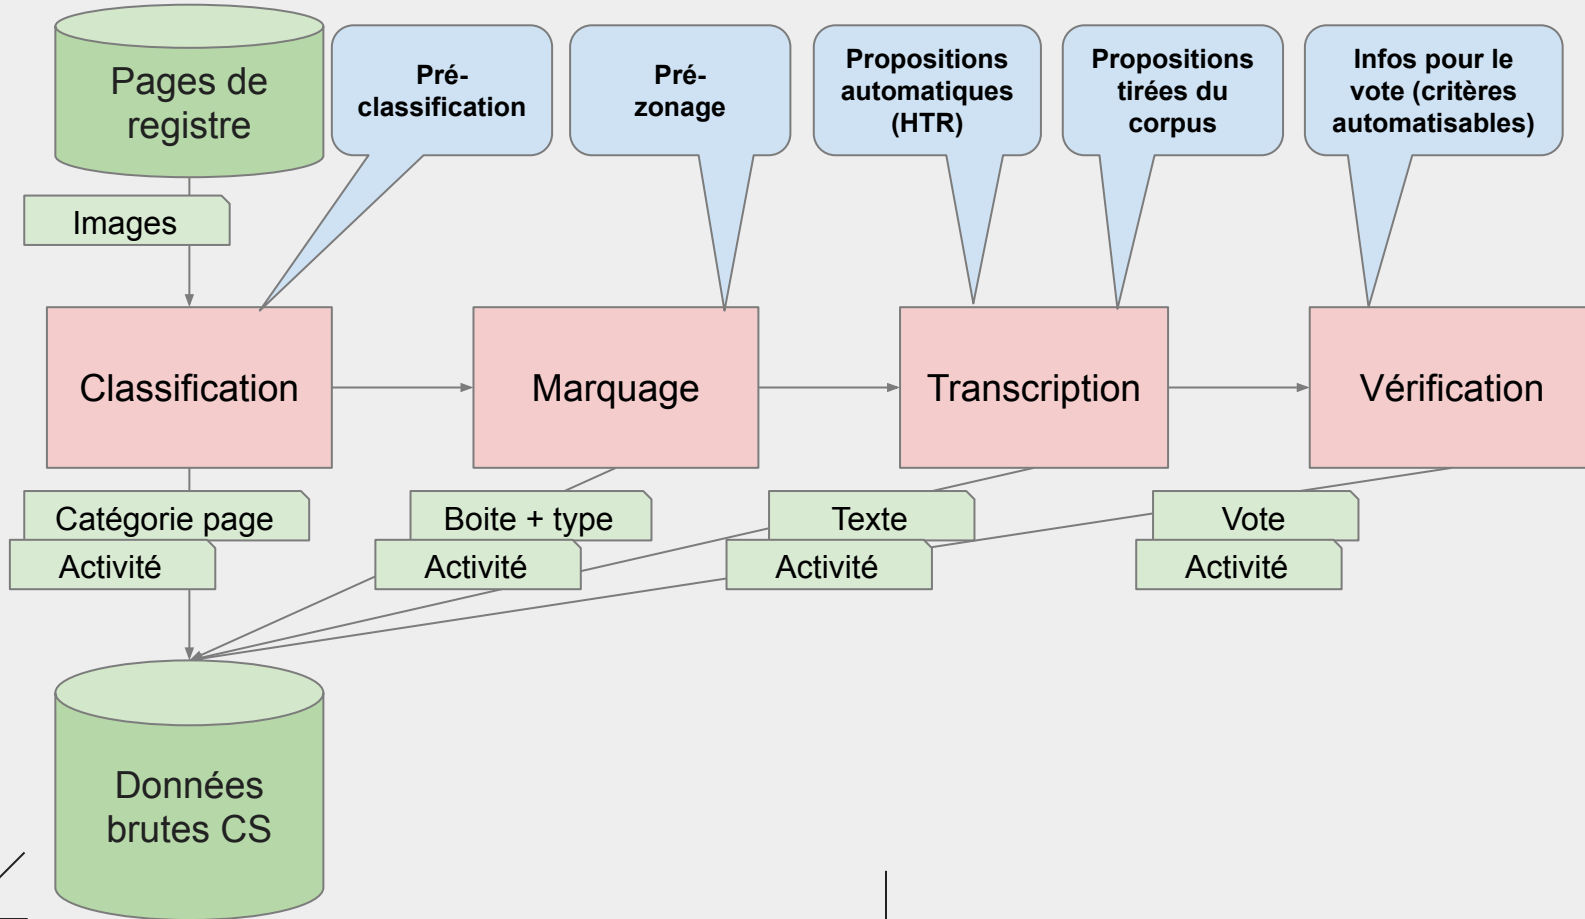 Pages de
registre
Pré-
classification
Pré-
zonage
Propositions
automatiques
(HTR)
Propositions
tirées du
corpus
Infos pour le
vote (critères
automatisables)
Images
Classification
Marquage
Transcription
Vérification
Catégorie page
Activité
Boite + type
Activité
Texte
Activité
Vote
Activité
Données
brutes CS